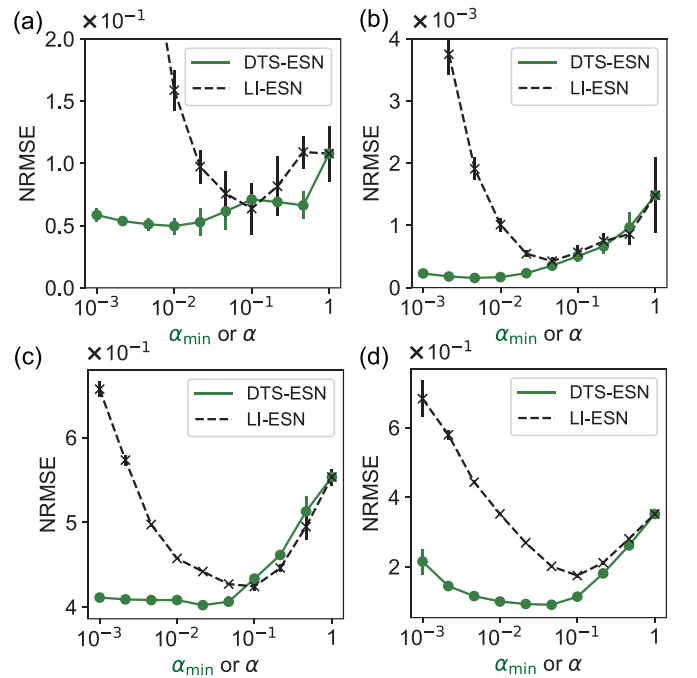 (a)
×10⁻¹
NRMSE
2.0
1.5
1.0
0.5
0.0
DTS-ESN
LI-ESN
10⁻³
10⁻²
10⁻¹
1
α_min or α
(b)
×10⁻³
NRMSE
4
3
2
1
0
DTS-ESN
LI-ESN
10⁻³
10⁻²
10⁻¹
1
α_min or α
(c)
×10⁻¹
NRMSE
6
5
4
DTS-ESN
LI-ESN
10⁻³
10⁻²
10⁻¹
1
α_min or α
(d)
×10⁻¹
NRMSE
6
4
2
DTS-ESN
LI-ESN
10⁻³
10⁻²
10⁻¹
1
α_min or α